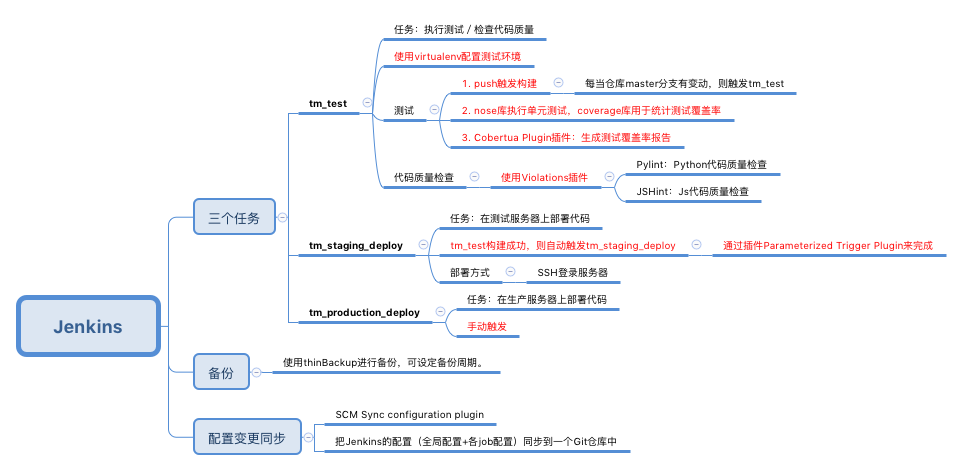 Jenkins
三个任务
tm_test
任务：执行测试 / 检查代码质量
使用virtualenv配置测试环境
测试
1. push触发构建
每当仓库master分支有变动，则触发tm_test
2. nose库执行单元测试，coverage库用于统计测试覆盖率
3. Cobertua Plugin插件：生成测试覆盖率报告
代码质量检查
使用Violations插件
Pylint：Python代码质量检查
JSHint：Js代码质量检查
tm_staging_deploy
任务：在测试服务器上部署代码
tm_test构建成功，则自动触发tm_staging_deploy
通过插件Parameterized Trigger Plugin来完成
部署方式
SSH登录服务器
tm_production_deploy
任务：在生产服务器上部署代码
手动触发
备份
使用thinBackup进行备份，可设定备份周期。
配置变更同步
SCM Sync configuration plugin
把Jenkins的配置（全局配置+各job配置）同步到一个Git仓库中